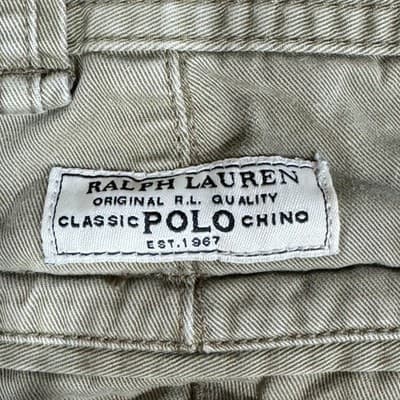 RALPH LAUREN
ORIGINAL R.L. QUALITY
CLASSIC POLO CHINO
EST. 1967